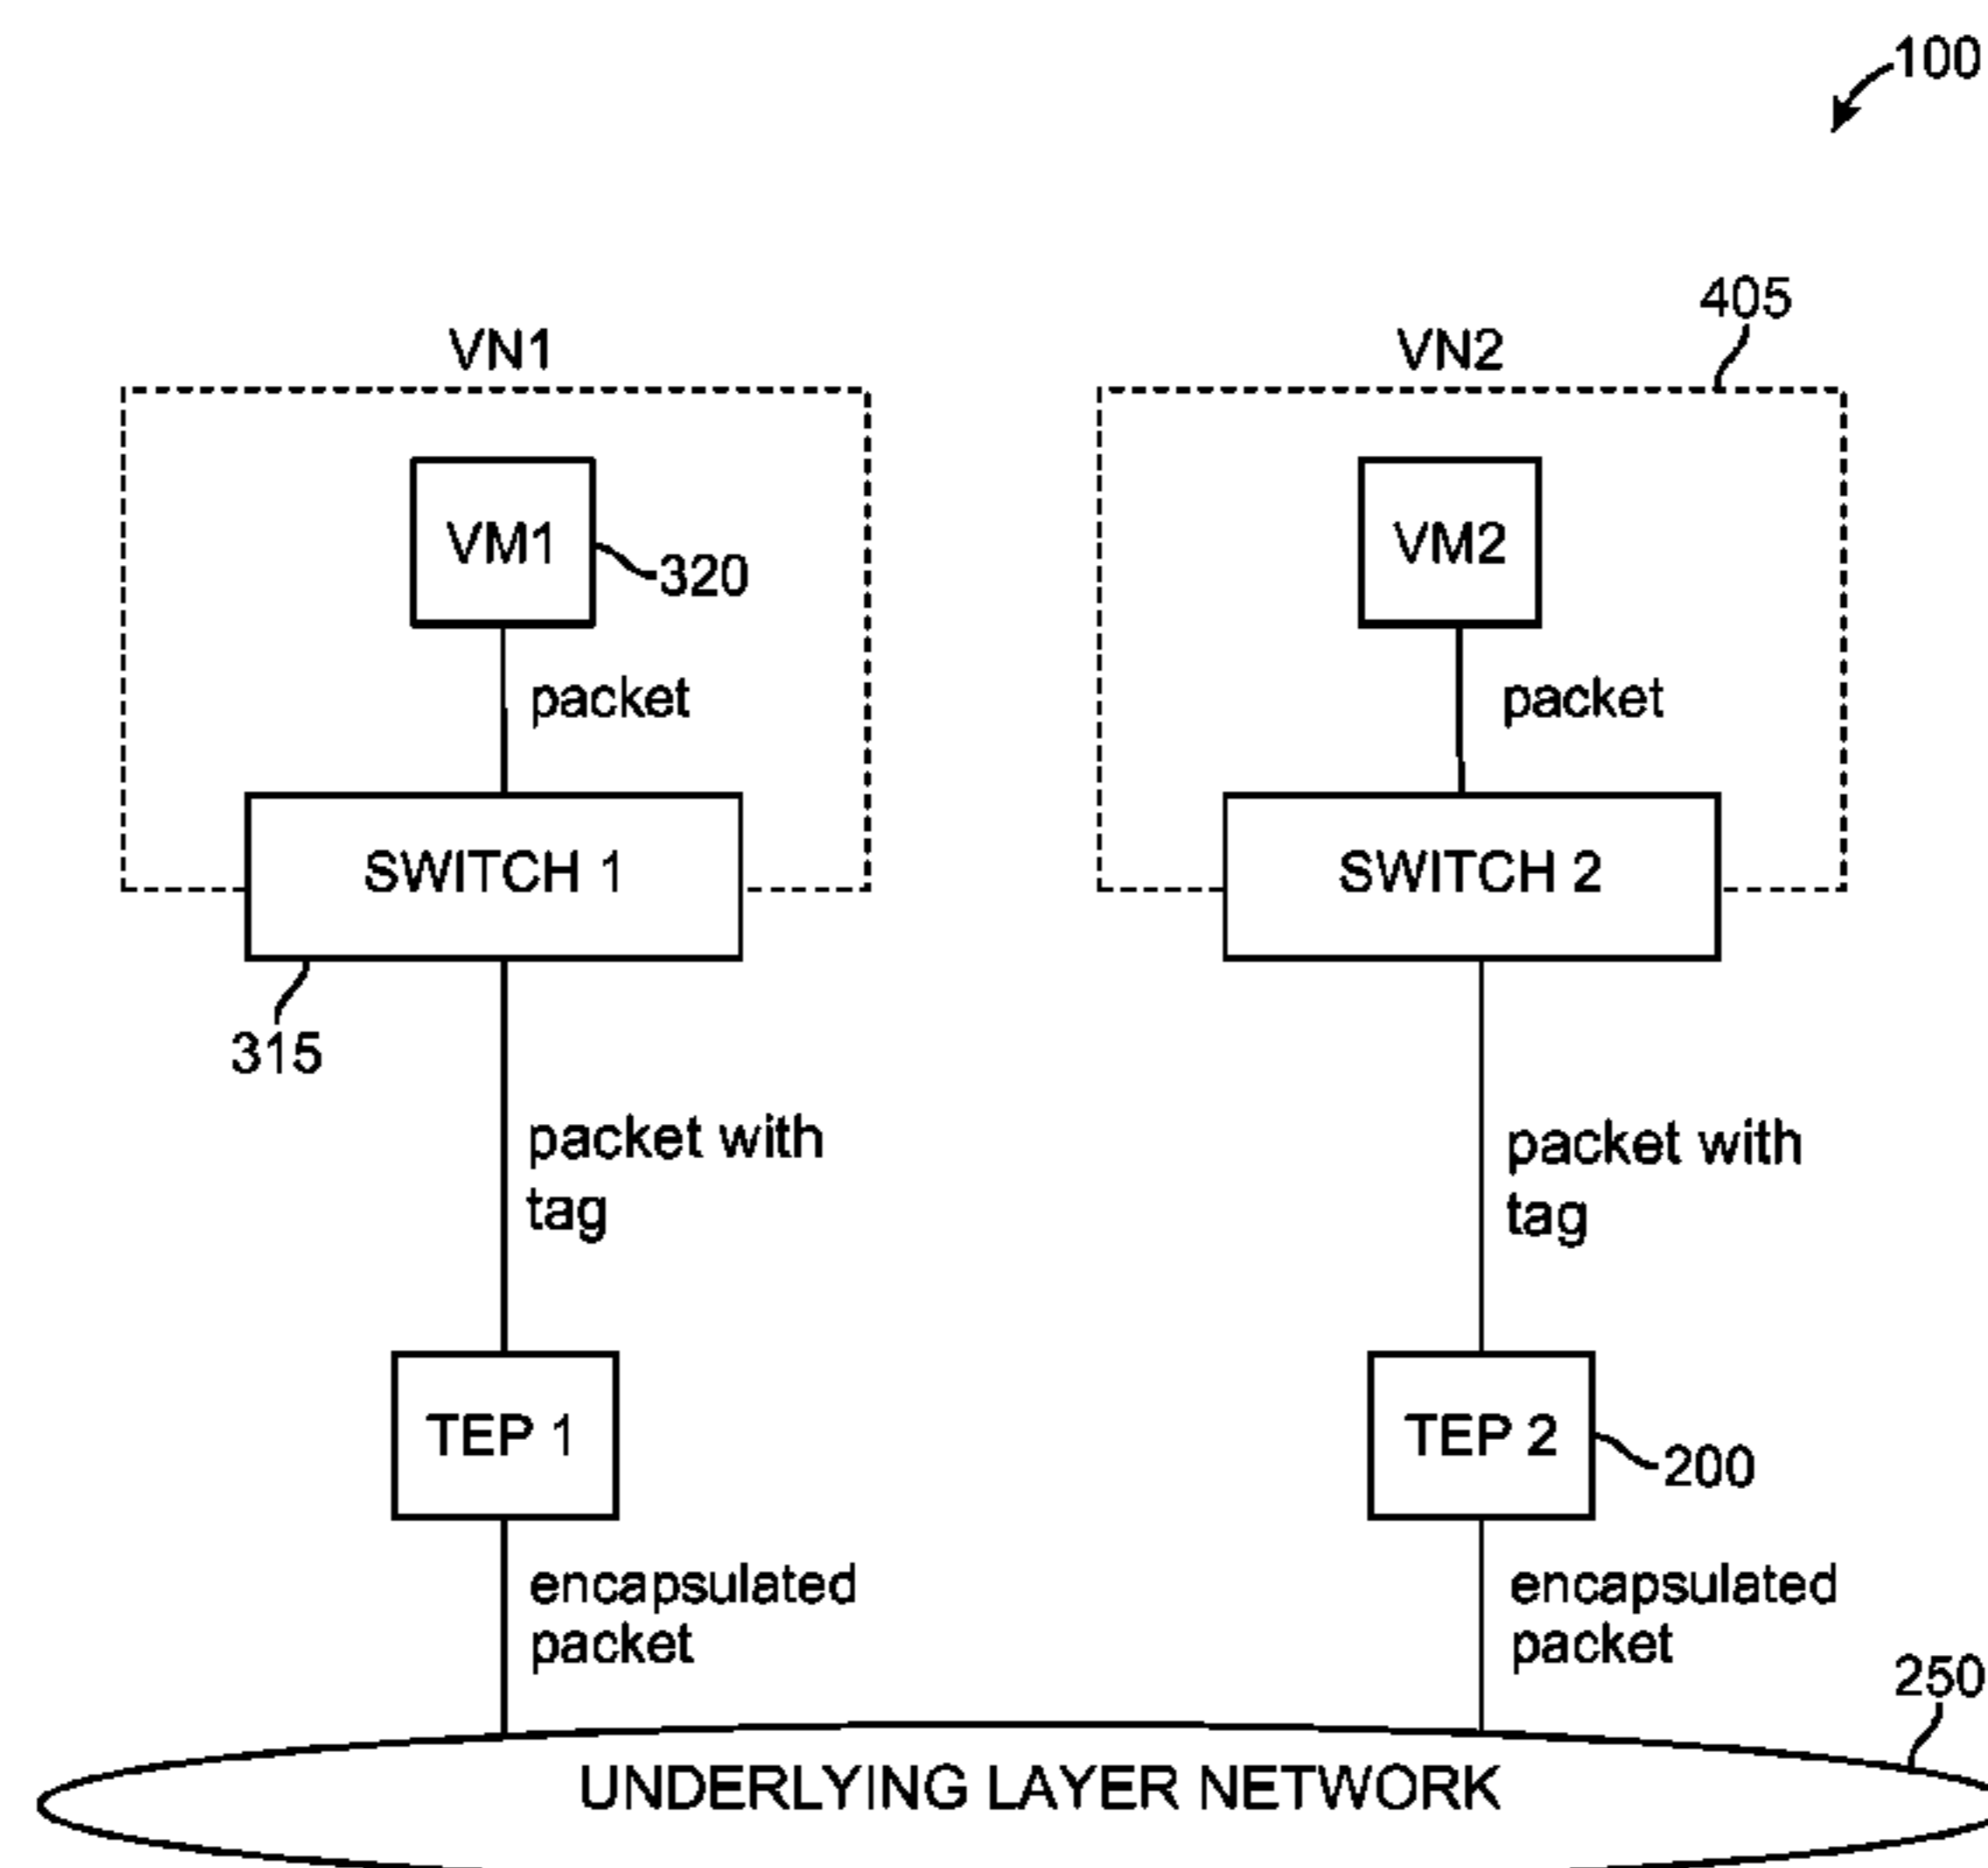 100
405
VN1
VN2
VM1
320
VM2
packet
packet
SWITCH 1
SWITCH 2
315
packet with
tag
packet with
tag
TEP 1
TEP 2
200
encapsulated
packet
encapsulated
packet
250
UNDERLYING LAYER NETWORK